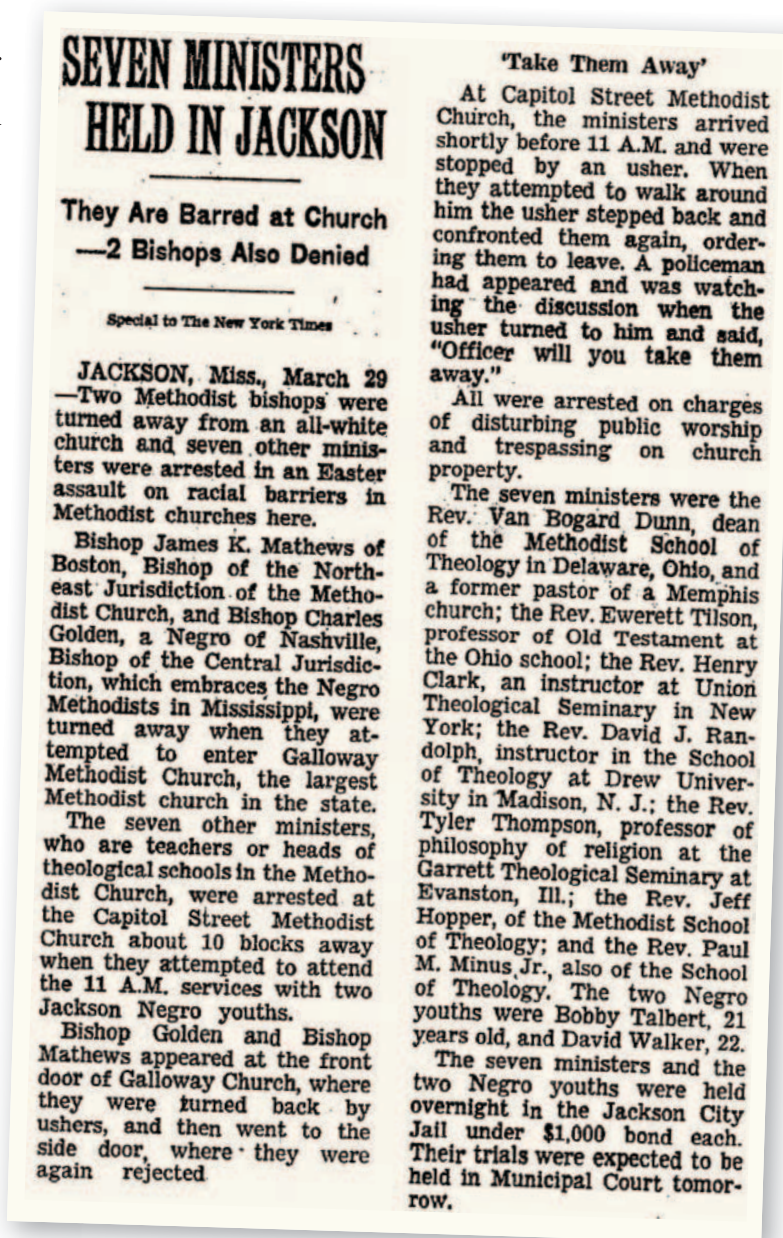 SEVEN MINISTERS
HELD IN JACKSON
They Are Barred at Church
—2 Bishops Also Denied
Special to The New York Times
JACKSON, Miss., March 29
—Two Methodist bishops were
turned away from an all-white
church and seven other minis-
ters were arrested in an Easter
assault on racial barriers in
Methodist churches here.
Bishop James K. Mathews of
Boston, Bishop of the North-
east Jurisdiction of the Metho-
dist Church, and Bishop Charles
Golden, a Negro of Nashville,
Bishop of the Central Jurisdic-
tion, which embraces the Negro
Methodists in Mississippi, were
turned away when they at-
tempted to enter Galloway
Methodist Church, the largest
Methodist church in the state.
The seven other ministers,
who are teachers or heads of
theological schools in the Metho-
dist Church, were arrested at
the Capitol Street Methodist
Church about 10 blocks away
when they attempted to attend
the 11 A.M. services with two
Jackson Negro youths.
Bishop Golden and Bishop
Mathews appeared at the front
door of Galloway Church, where
they were turned back by
ushers, and then went to the
side door, where they were
again rejected
'Take Them Away'
At Capitol Street Methodist
Church, the ministers arrived
shortly before 11 A.M. and were
stopped by an usher. When
they attempted to walk around
him the usher stepped back and
confronted them again, order-
ing them to leave. A policeman
had appeared and was watch-
ing the discussion when the
usher turned to him and said,
"Officer will you take them
away."
All were arrested on charges
of disturbing public worship
and trespassing on church
property.
The seven ministers were the
Rev. Van Bogard Dunn, dean
of the Methodist School of
Theology in Delaware, Ohio, and
a former pastor of a Memphis
church; the Rev. Ewerett Tilson,
professor of Old Testament at
the Ohio school; the Rev. Henry
Clark, an instructor at Union
Theological Seminary in New
York; the Rev. David J. Ran-
dolph, instructor in the School
of Theology at Drew Univer-
sity in Madison, N. J.; the Rev.
Tyler Thompson, professor of
philosophy of religion at the
Garrett Theological Seminary at
Evanston, Ill.; the Rev. Jeff
Hopper, of the Methodist School
of Theology; and the Rev. Paul
M. Minus Jr., also of the School
of Theology. The two Negro
youths were Bobby Talbert, 21
years old, and David Walker, 22.
The seven ministers and the
two Negro youths were held
overnight in the Jackson City
Jail under $1,000 bond each.
Their trials were expected to be
held in Municipal Court tomor-
row.